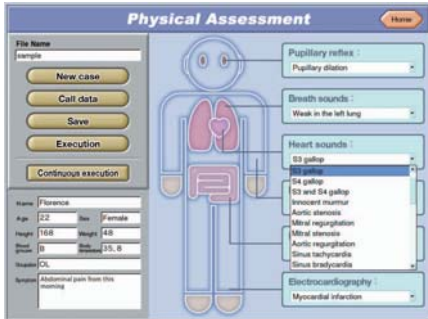 Physical Assessment
Home
File Name
sample
New case
Call data
Save
Execution
Continuous execution
Name Florence
Age 22 Sex Female
Height 168 Weight 48
Blood B Body 35, 8
OL
Symptom Abdominal pain from this
morning
Pupillary reflex :
Pupillary dilation
Breath sounds :
Weak in the left lung
Heart sounds :
S3 gallop
S3 gallop
S4 gallop
S3 and S4 gallop
Innocent murmur
Aortic stenosis
Mitral regurgitation
Mitral stenosis
Aortic regurgitation
Sinus tachycardia
Sinus bradycardia
Electrocardiography :
Myocardial infarction